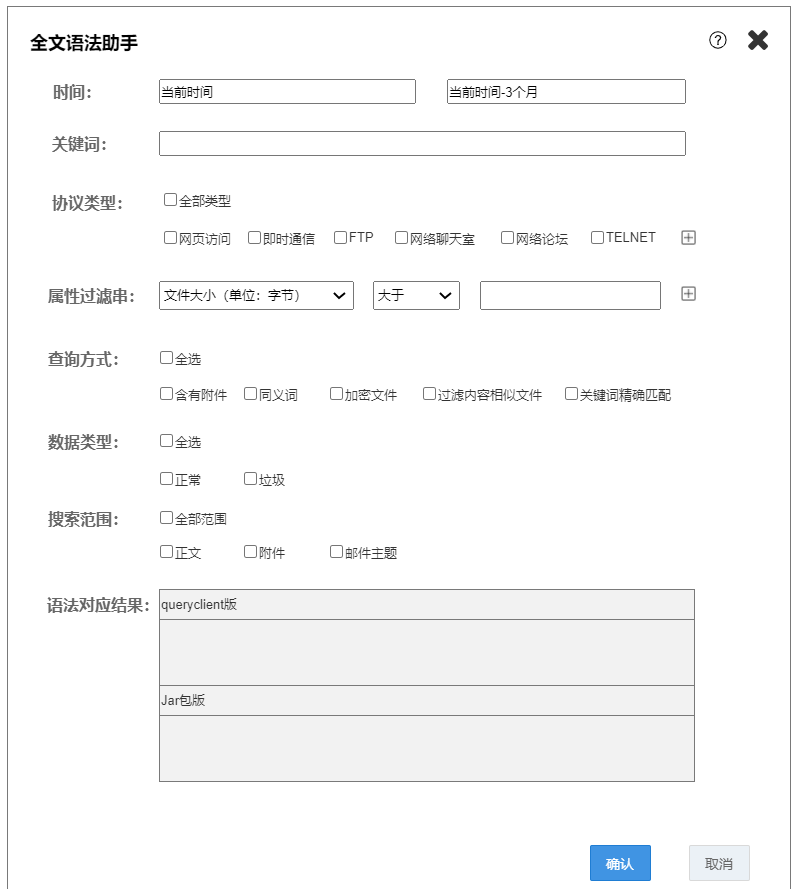 全文语法助手
时间： 当前时间 当前时间-3个月
关键词：
协议类型： 全部类型
网页访问 即时通信 FTP 网络聊天室 网络论坛 TELNET
属性过滤串： 文件大小（单位：字节） 大于
查询方式： 全选
含有附件 同义词 加密文件 过滤内容相似文件 关键词精确匹配
数据类型： 全选
正常 垃圾
搜索范围： 全部范围
正文 附件 邮件主题
语法对应结果： queryclient版
Jar包版
确认 取消